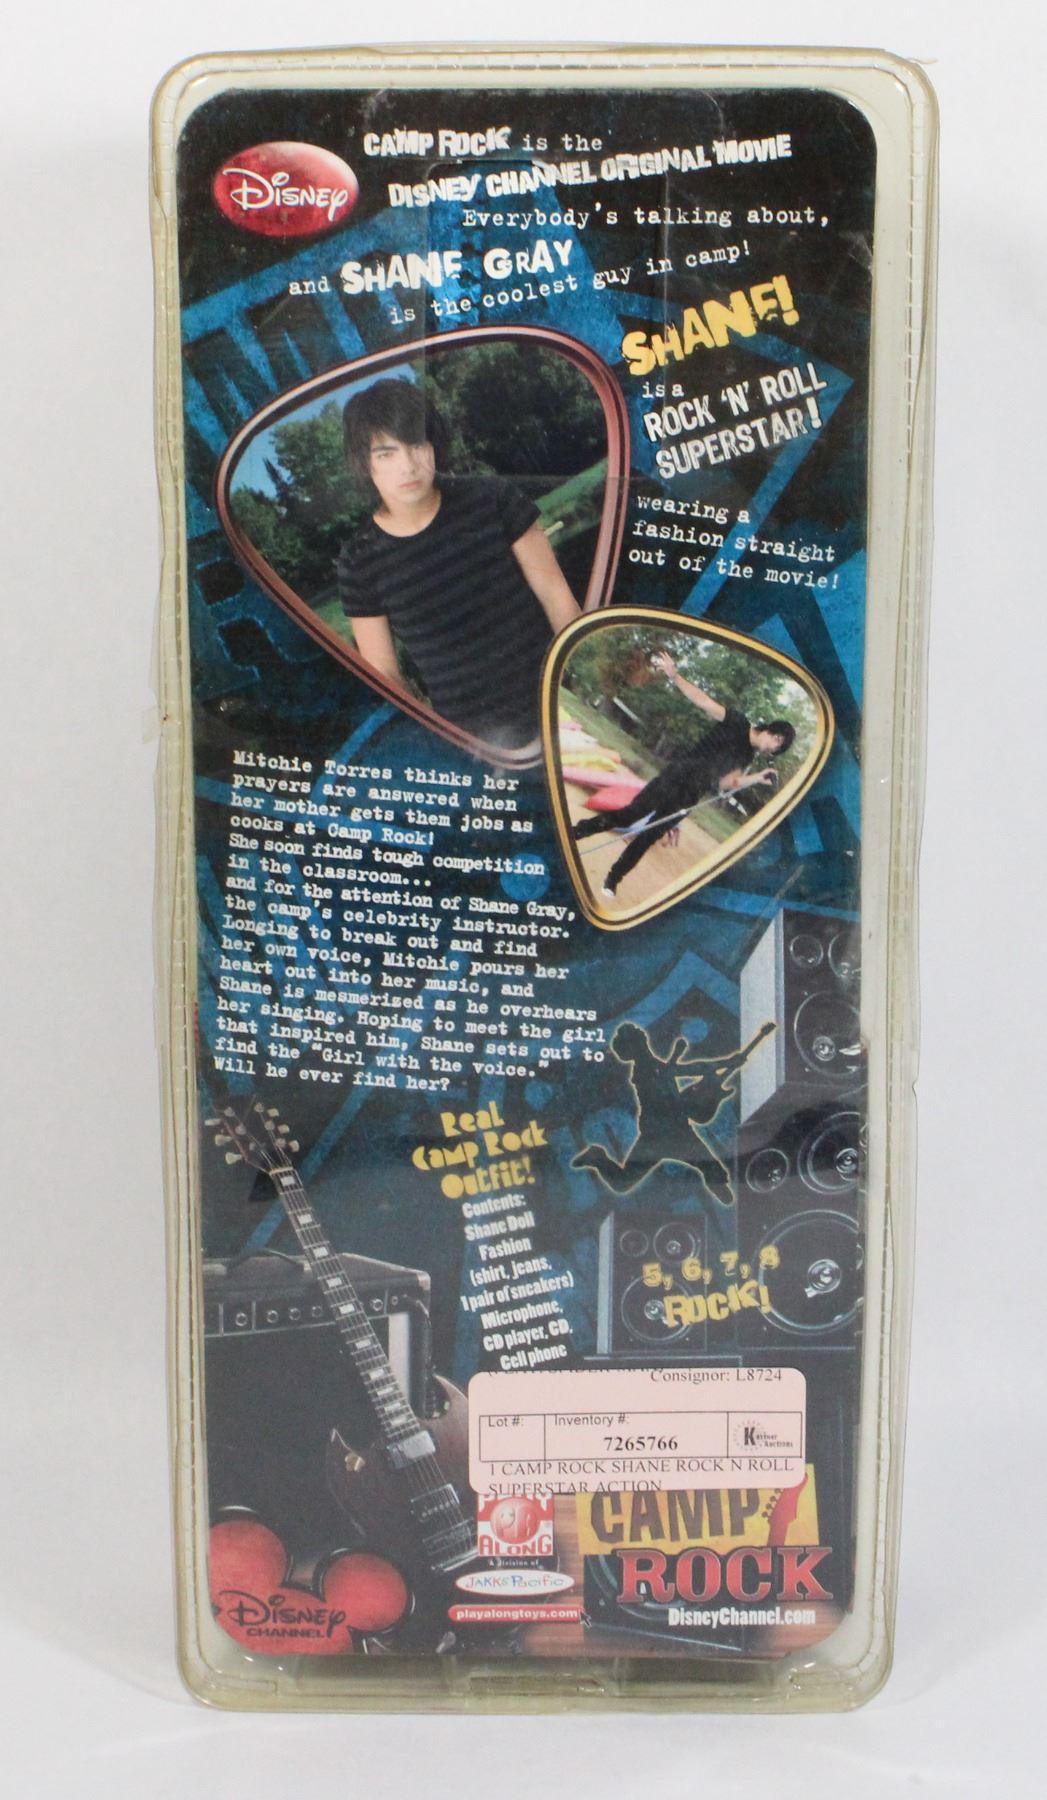 Disney
CAMP ROCK is the
DISNEY CHANNEL ORIGINAL MOVIE
Everybody's talking about,
and SHANE GRAY
is the coolest guy in camp!
SHANE!
is a
ROCK 'N' ROLL
SUPERSTAR!
wearing a
fashion straight
out of the movie!
Mitchie Torres thinks her
prayers are answered when
her mother gets them jobs as
cooks at Camp Rock!
She soon finds tough competition
in the classroom...
and for the attention of Shane Gray,
the camp's celebrity instructor.
Longing to break out and find
her own voice, Mitchie pours her
heart out into her music, and
Shane is mesmerized as he overhears
her singing. Hoping to meet the girl
that inspired him, Shane sets out to
find the "Girl with the voice."
Will he ever find her?
Real
Camp Rock
Outfit!
Contents:
Shane Doll
Fashion
(shirt, jeans,
1 pair of sneakers)
Microphone,
CD player, CD,
Cell phone
5, 6, 7, 8
ROCK!
Consignor: L8724
Lot #:
Inventory #:
7265766
Kastner
Auctions
1 CAMP ROCK SHANE ROCK N ROLL
SUPERSTAR ACTION
PLAY
ALONG
A division of
JAKKS Pacific
playalongtoys.com
CAMP
ROCK
DisneyChannel.com
Disney
CHANNEL